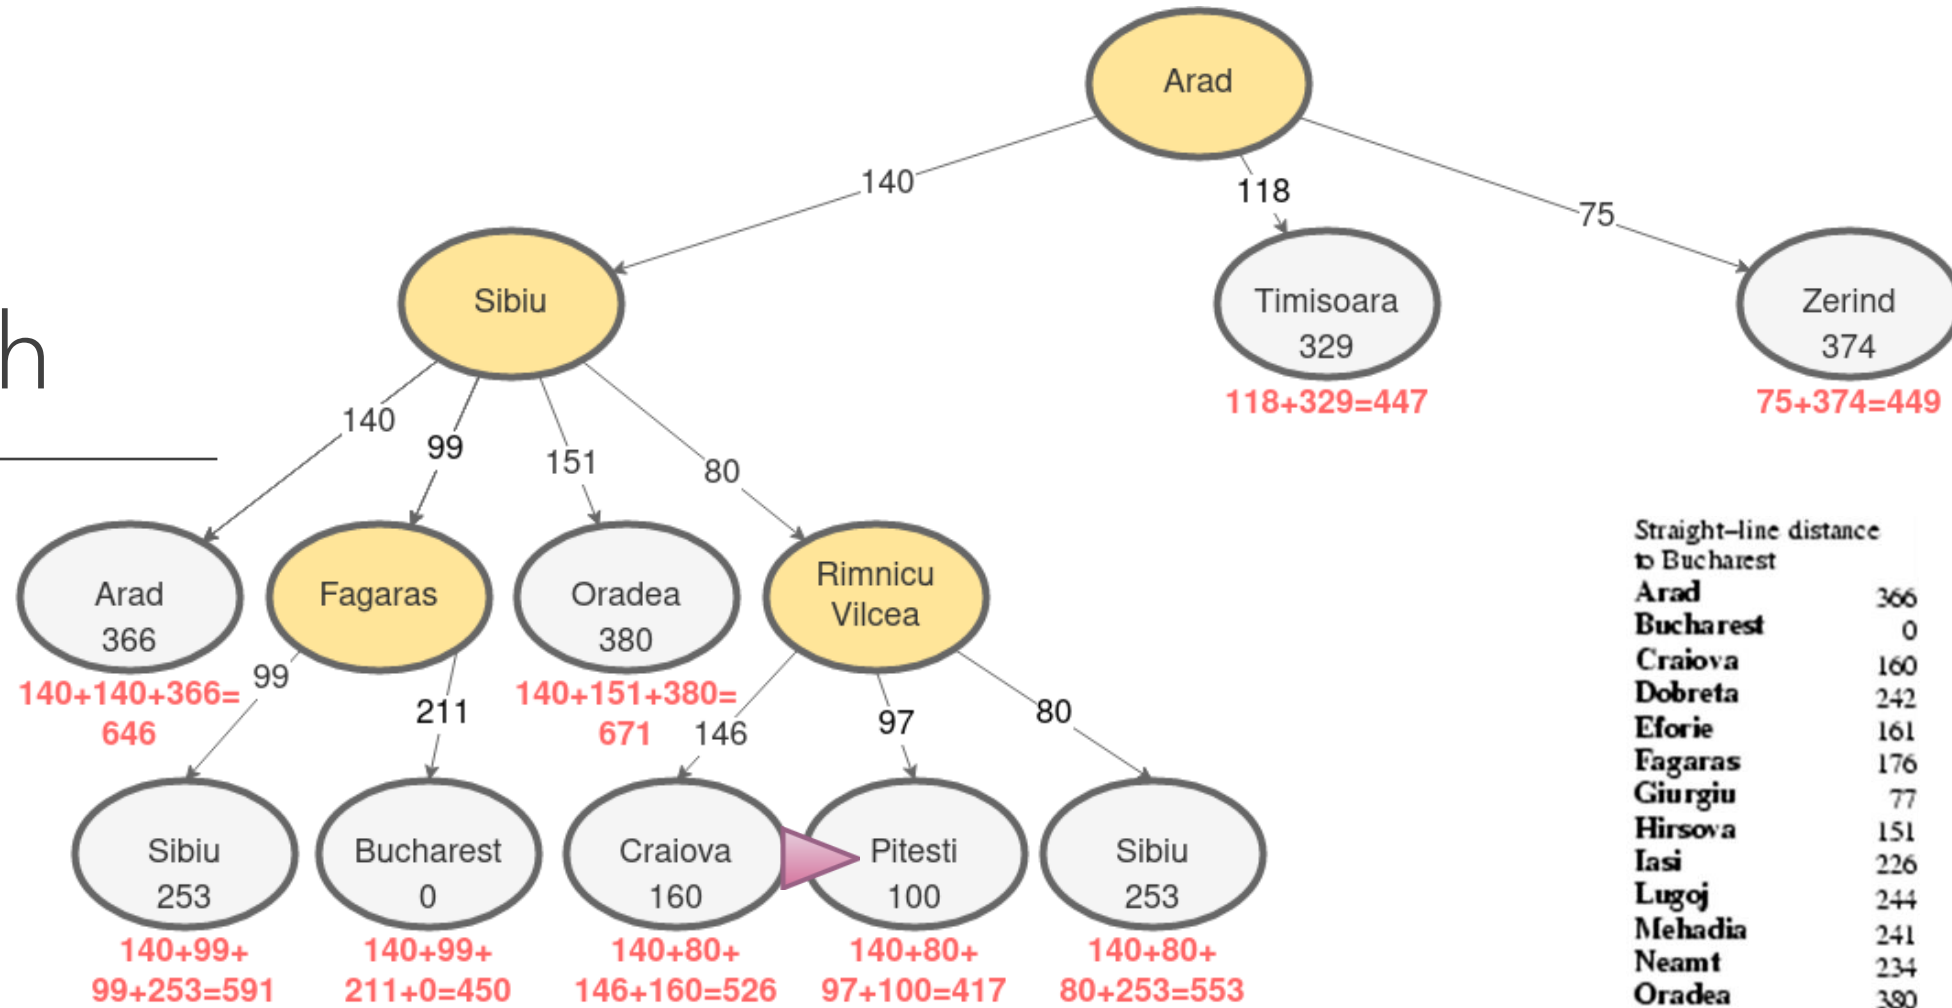 Arad
140
118
75
Sibiu
Timisoara
329
118+329=447
Zerind
374
75+374=449
h
140
99
151
80
Arad
366
140+140+366=
646
Fagaras
Oradea
380
140+151+380=
671
Rimnicu
Vilcea
99
211
146
97
80
Sibiu
253
140+99+
99+253=591
Bucharest
0
140+99+
211+0=450
Craiova
160
140+80+
146+160=526
Pitesti
100
140+80+
97+100=417
Sibiu
253
140+80+
80+253=553
Straight-line distance
to Bucharest
Arad 366
Bucharest 0
Craiova 160
Dobreta 242
Eforie 161
Fagaras 176
Giurgiu 77
Hirsova 151
Iasi 226
Lugoj 244
Mehadia 241
Neamt 234
Oradea 380